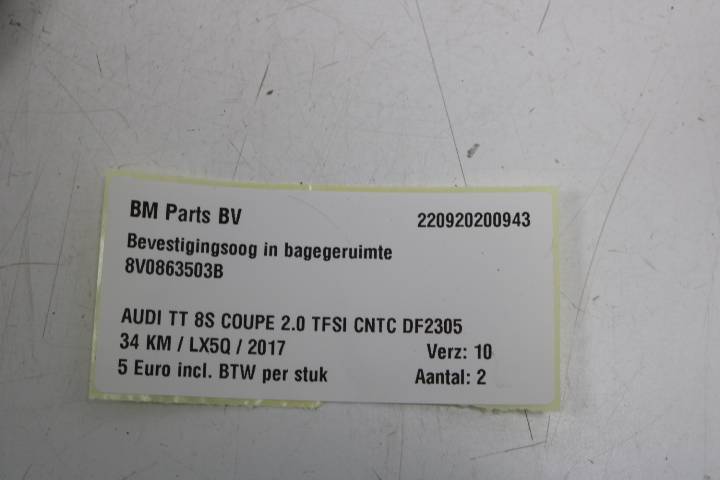 BM Parts BV 220920200943
Bevestigingsoog in bagegeruimte
8V0863503B
AUDI TT 8S COUPE 2.0 TFSI CNTC DF2305
34 KM / LX5Q / 2017 Verz: 10
5 Euro incl. BTW per stuk Aantal: 2